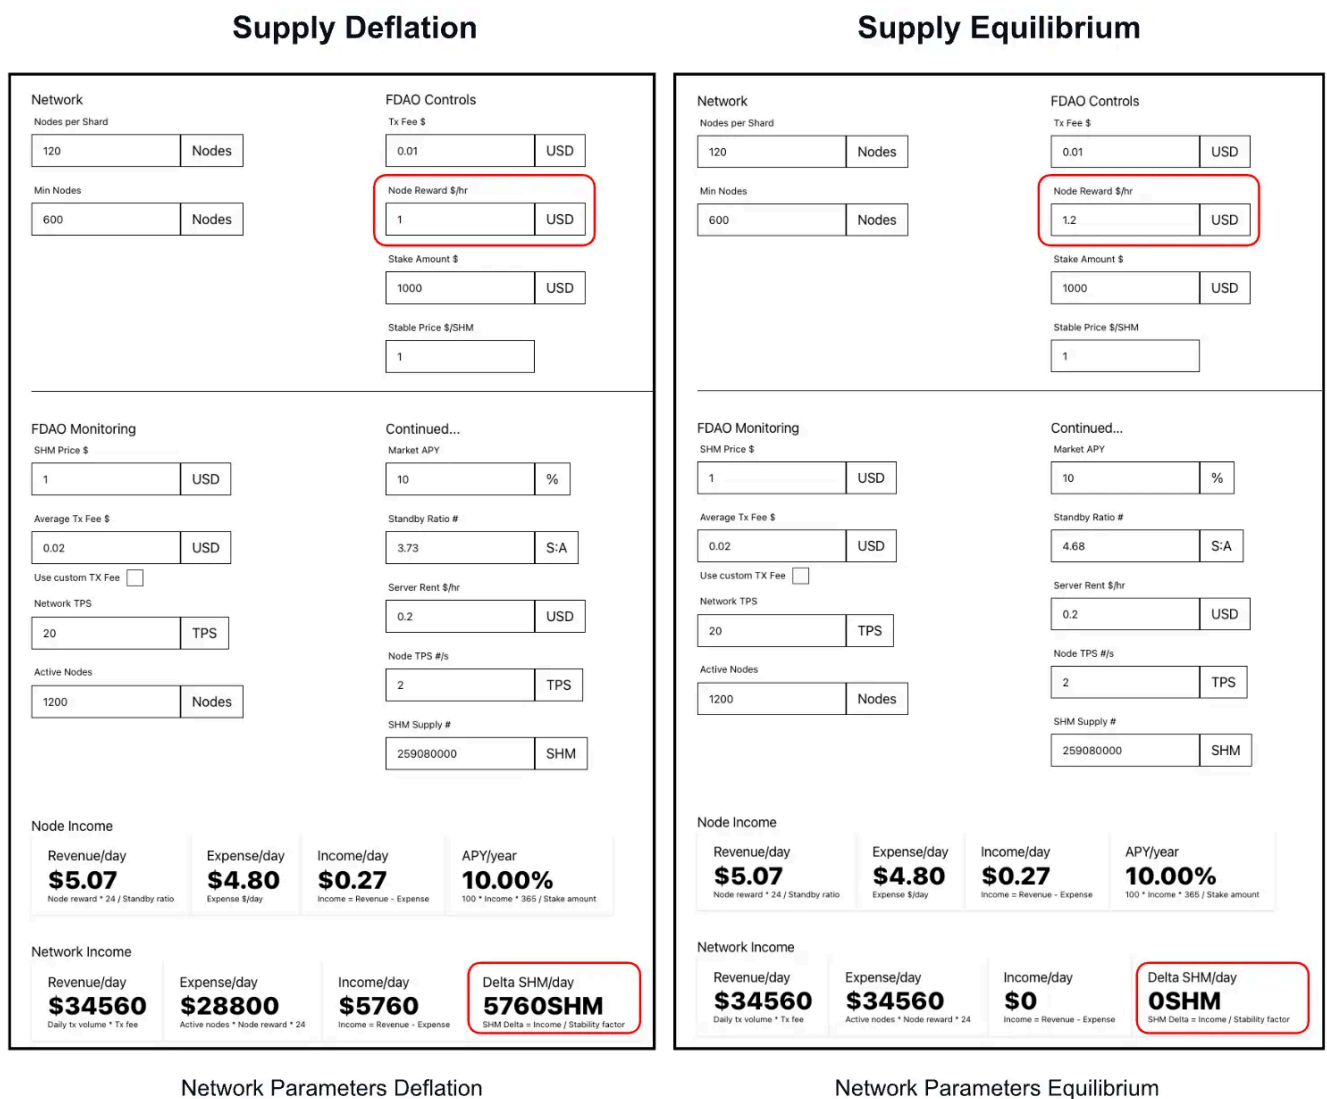 Supply Deflation
Supply Equilibrium
Network
FDAO Controls
Nodes per Shard
Tx Fee $
120 Nodes
0.01 USD
Min Nodes
Node Reward $/hr
600 Nodes
1 USD
Stake Amount $
1000 USD
Stable Price $/SHM
1
FDAO Monitoring
Continued...
SHM Price $
Market APY
1 USD
10 %
Average Tx Fee $
Standby Ratio #
0.02 USD
3.73 S:A
Use custom TX Fee
Server Rent $/hr
Network TPS
0.2 USD
20 TPS
Node TPS #/s
Active Nodes
2 TPS
1200 Nodes
SHM Supply #
259080000 SHM
Node Income
Revenue/day Expense/day Income/day APY/year
$5.07 $4.80 $0.27 10.00%
Node reward * 24 / Standby ratio Expense $/day Income = Revenue - Expense 100 * Income * 365 / Stake amount
Network Income
Revenue/day Expense/day Income/day Delta SHM/day
$34560 $28800 $5760 5760SHM
Daily tx volume * Tx fee Active nodes * Node reward * 24 Income = Revenue - Expense SHM Delta = Income / Stability factor
Network Parameters Deflation
Network
FDAO Controls
Nodes per Shard
Tx Fee $
120 Nodes
0.01 USD
Min Nodes
Node Reward $/hr
600 Nodes
1.2 USD
Stake Amount $
1000 USD
Stable Price $/SHM
1
FDAO Monitoring
Continued...
SHM Price $
Market APY
1 USD
10 %
Average Tx Fee $
Standby Ratio #
0.02 USD
4.68 S:A
Use custom TX Fee
Server Rent $/hr
Network TPS
0.2 USD
20 TPS
Node TPS #/s
Active Nodes
2 TPS
1200 Nodes
SHM Supply #
259080000 SHM
Node Income
Revenue/day Expense/day Income/day APY/year
$5.07 $4.80 $0.27 10.00%
Node reward * 24 / Standby ratio Expense $/day Income = Revenue - Expense 100 * Income * 365 / Stake amount
Network Income
Revenue/day Expense/day Income/day Delta SHM/day
$34560 $34560 $0 0SHM
Daily tx volume * Tx fee Active nodes * Node reward * 24 Income = Revenue - Expense SHM Delta = Income / Stability factor
Network Parameters Equilibrium